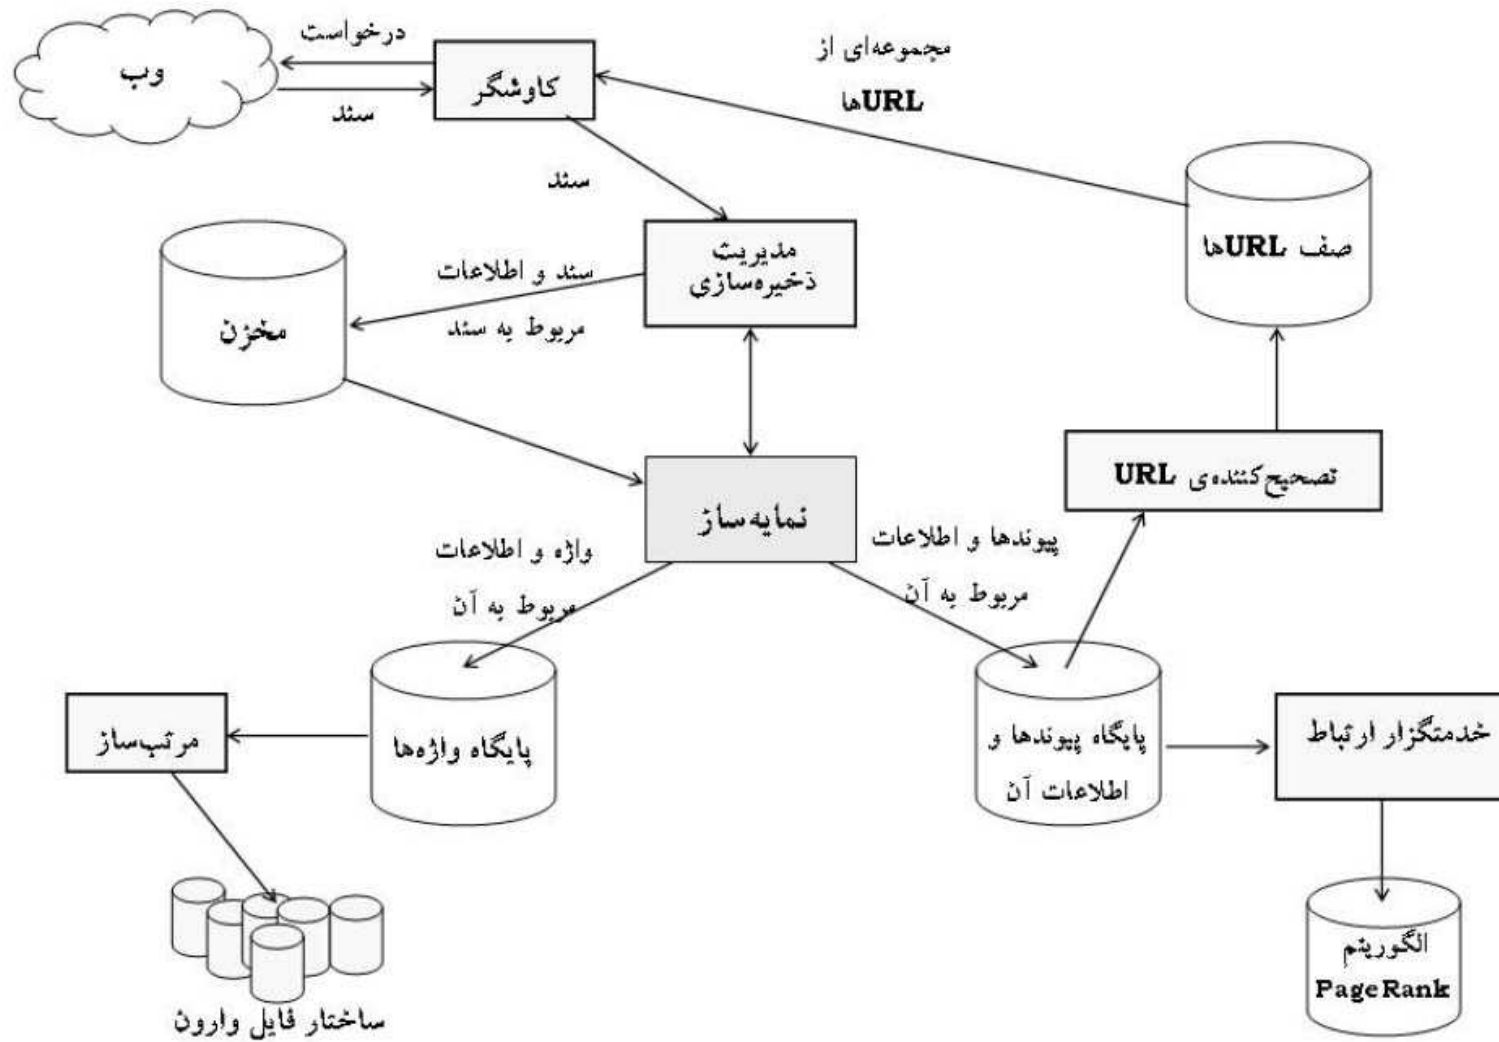 درخواست
وب
کاوشگر
سند
مجموعه‌ای از
URLها
سند
صف URLها
مدیریت
ذخیره‌سازی
سند و اطلاعات
مربوط به سند
مخزن
تصحیح‌کننده‌ی URL
نمایه‌ساز
واژه و اطلاعات
مربوط به آن
پیوندها و اطلاعات
مربوط به آن
مرتب‌ساز
پایگاه واژه‌ها
پایگاه پیوندها و
اطلاعات آن
خدمتگزار ارتباط
الگوریتم
PageRank
ساختار فایل وارون